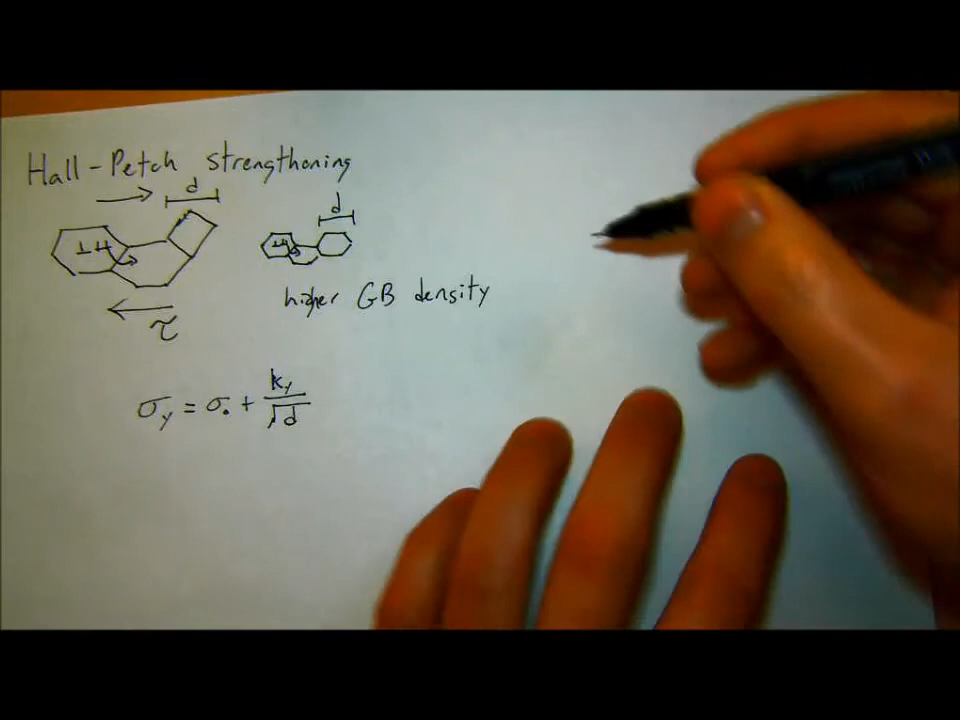 Hall-Petch strengthening
d
d
τ
higher GB density
σy = σ₀ + ky/√d